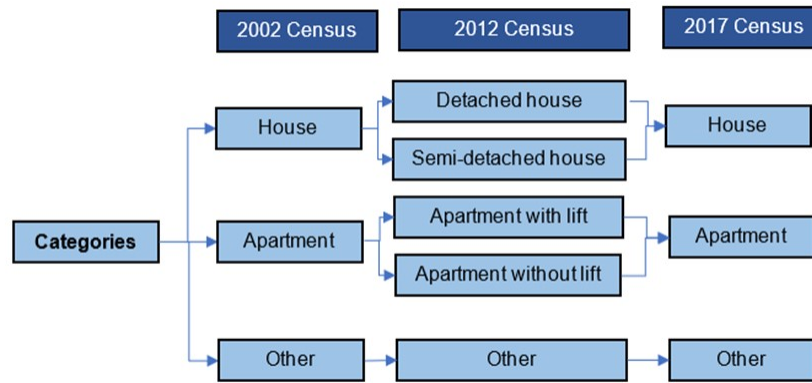 2002 Census
2012 Census
2017 Census
Detached house
House
House
Semi-detached house
Apartment with lift
Categories
Apartment
Apartment
Apartment without lift
Other
Other
Other